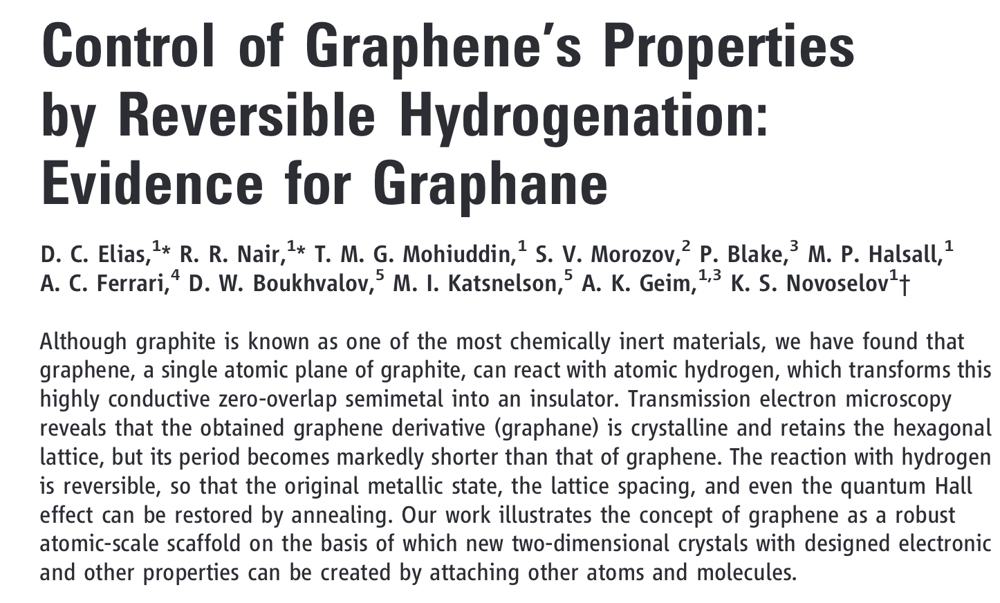 Control of Graphene’s Properties
by Reversible Hydrogenation:
Evidence for Graphane
D. C. Elias,1* R. R. Nair,1* T. M. G. Mohiuddin,1 S. V. Morozov,2 P. Blake,3 M. P. Halsall,1
A. C. Ferrari,4 D. W. Boukhvalov,5 M. I. Katsnelson,5 A. K. Geim,1,3 K. S. Novoselov1†
Although graphite is known as one of the most chemically inert materials, we have found that
graphene, a single atomic plane of graphite, can react with atomic hydrogen, which transforms this
highly conductive zero-overlap semimetal into an insulator. Transmission electron microscopy
reveals that the obtained graphene derivative (graphane) is crystalline and retains the hexagonal
lattice, but its period becomes markedly shorter than that of graphene. The reaction with hydrogen
is reversible, so that the original metallic state, the lattice spacing, and even the quantum Hall
effect can be restored by annealing. Our work illustrates the concept of graphene as a robust
atomic-scale scaffold on the basis of which new two-dimensional crystals with designed electronic
and other properties can be created by attaching other atoms and molecules.